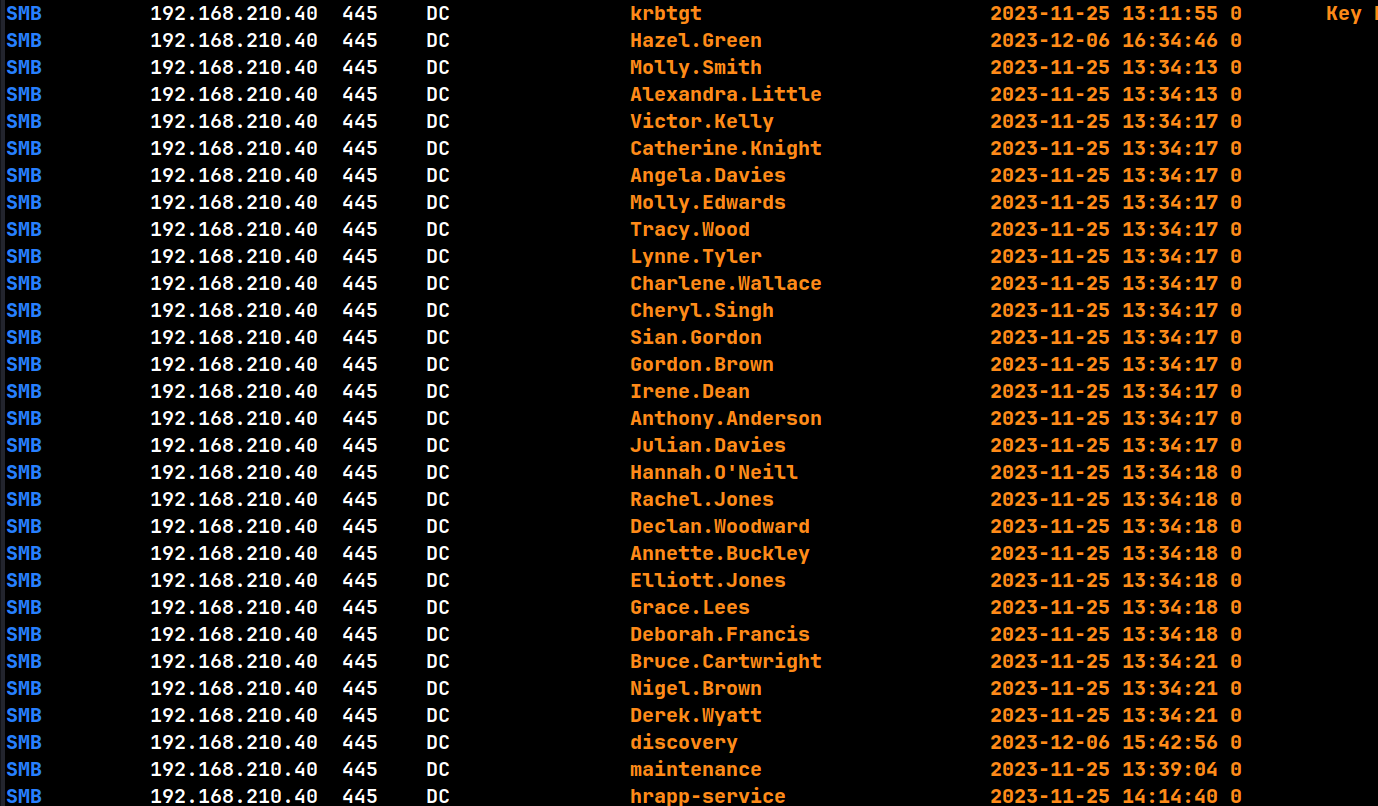 SMB 192.168.210.40 445 DC krbtgt 2023-11-25 13:11:55 0 Key
SMB 192.168.210.40 445 DC Hazel.Green 2023-12-06 16:34:46 0
SMB 192.168.210.40 445 DC Molly.Smith 2023-11-25 13:34:13 0
SMB 192.168.210.40 445 DC Alexandra.Little 2023-11-25 13:34:13 0
SMB 192.168.210.40 445 DC Victor.Kelly 2023-11-25 13:34:17 0
SMB 192.168.210.40 445 DC Catherine.Knight 2023-11-25 13:34:17 0
SMB 192.168.210.40 445 DC Angela.Davies 2023-11-25 13:34:17 0
SMB 192.168.210.40 445 DC Molly.Edwards 2023-11-25 13:34:17 0
SMB 192.168.210.40 445 DC Tracy.Wood 2023-11-25 13:34:17 0
SMB 192.168.210.40 445 DC Lynne.Tyler 2023-11-25 13:34:17 0
SMB 192.168.210.40 445 DC Charlene.Wallace 2023-11-25 13:34:17 0
SMB 192.168.210.40 445 DC Cheryl.Singh 2023-11-25 13:34:17 0
SMB 192.168.210.40 445 DC Sian.Gordon 2023-11-25 13:34:17 0
SMB 192.168.210.40 445 DC Gordon.Brown 2023-11-25 13:34:17 0
SMB 192.168.210.40 445 DC Irene.Dean 2023-11-25 13:34:17 0
SMB 192.168.210.40 445 DC Anthony.Anderson 2023-11-25 13:34:17 0
SMB 192.168.210.40 445 DC Julian.Davies 2023-11-25 13:34:17 0
SMB 192.168.210.40 445 DC Hannah.O'Neill 2023-11-25 13:34:18 0
SMB 192.168.210.40 445 DC Rachel.Jones 2023-11-25 13:34:18 0
SMB 192.168.210.40 445 DC Declan.Woodward 2023-11-25 13:34:18 0
SMB 192.168.210.40 445 DC Annette.Buckley 2023-11-25 13:34:18 0
SMB 192.168.210.40 445 DC Elliott.Jones 2023-11-25 13:34:18 0
SMB 192.168.210.40 445 DC Grace.Lees 2023-11-25 13:34:18 0
SMB 192.168.210.40 445 DC Deborah.Francis 2023-11-25 13:34:18 0
SMB 192.168.210.40 445 DC Bruce.Cartwright 2023-11-25 13:34:21 0
SMB 192.168.210.40 445 DC Nigel.Brown 2023-11-25 13:34:21 0
SMB 192.168.210.40 445 DC Derek.Wyatt 2023-11-25 13:34:21 0
SMB 192.168.210.40 445 DC discovery 2023-12-06 15:42:56 0
SMB 192.168.210.40 445 DC maintenance 2023-11-25 13:39:04 0
SMB 192.168.210.40 445 DC hrapp-service 2023-11-25 14:14:40 0